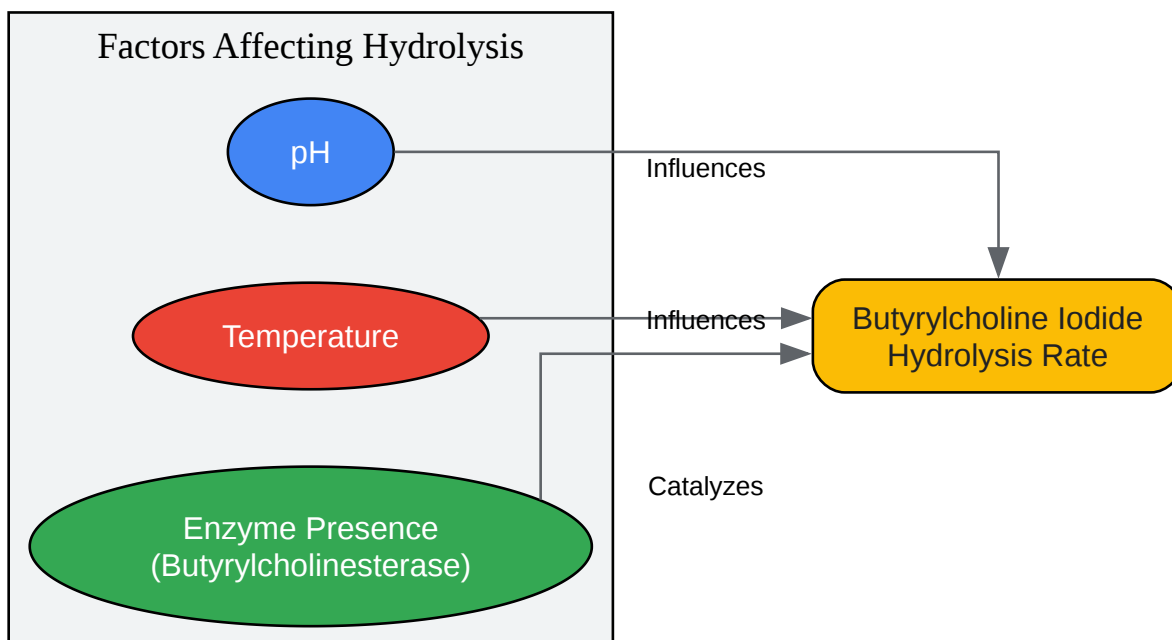 Factors Affecting Hydrolysis
pH
Influences
Temperature
Influences
Butyrylcholine Iodide
Hydrolysis Rate
Catalyzes
Enzyme Presence
(Butyrylcholinesterase)